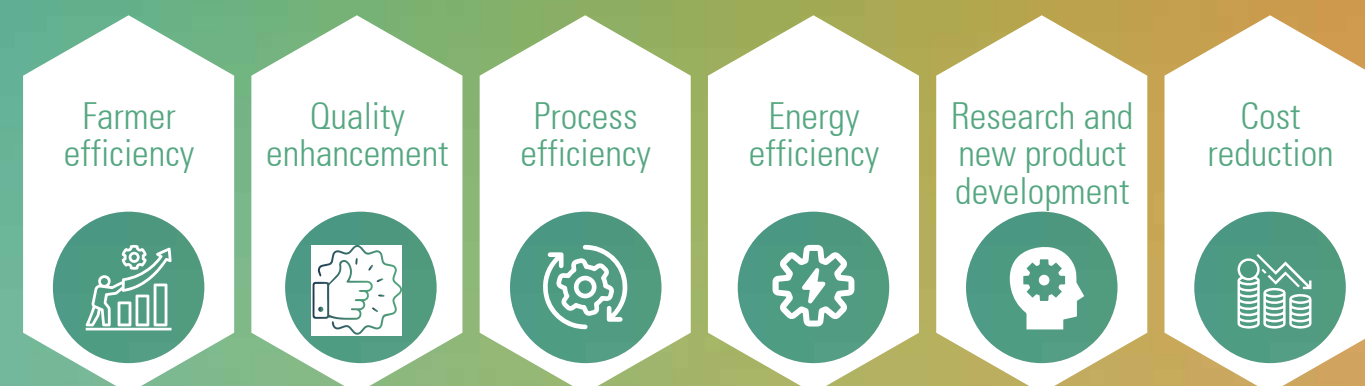 Farmer
efficiency
Quality
enhancement
Process
efficiency
Energy
efficiency
Research and
new product
development
Cost
reduction